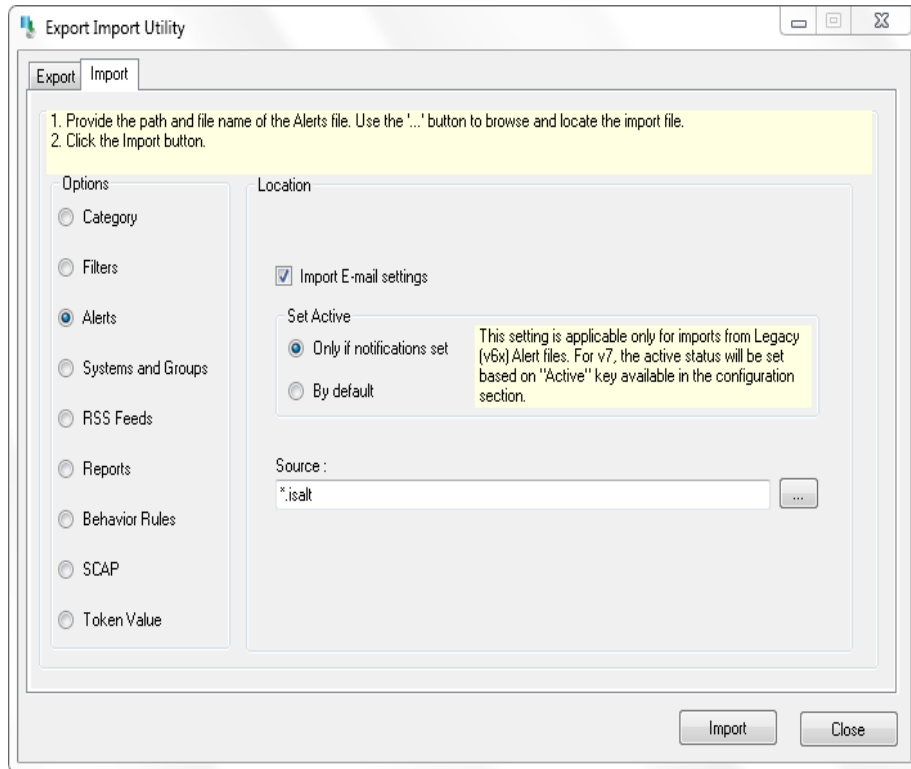 Export Import Utility
Export
Import
1. Provide the path and file name of the Alerts file. Use the '...' button to browse and locate the import file.
2. Click the Import button.
Options
Category
Filters
Alerts
Systems and Groups
RSS Feeds
Reports
Behavior Rules
SCAP
Token Value
Location
Import E-mail settings
Set Active
Only if notifications set
By default
This setting is applicable only for imports from Legacy
(v6x) Alert files. For v7, the active status will be set
based on "Active" key available in the configuration
section.
Source :
*.isalt
...
Import
Close